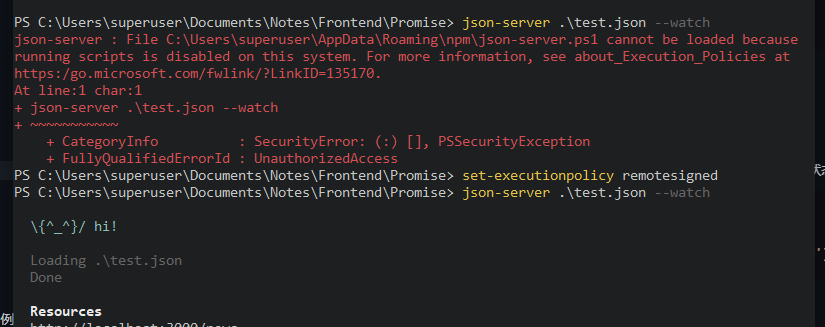 PS C:\Users\superuser\Documents\Notes\Frontend\Promise> json-server .\test.json --watch
json-server : File C:\Users\superuser\AppData\Roaming\npm\json-server.ps1 cannot be loaded because
running scripts is disabled on this system. For more information, see about_Execution_Policies at
https:/go.microsoft.com/fwlink/?LinkID=135170.
At line:1 char:1
+ json-server .\test.json --watch
+ ~~~~~~~~~~~
+ CategoryInfo : SecurityError: (:) [], PSSecurityException
+ FullyQualifiedErrorId : UnauthorizedAccess
PS C:\Users\superuser\Documents\Notes\Frontend\Promise> set-executionpolicy remotesigned
PS C:\Users\superuser\Documents\Notes\Frontend\Promise> json-server .\test.json --watch
\{^_^}/ hi!
Loading .\test.json
Done
Resources
例